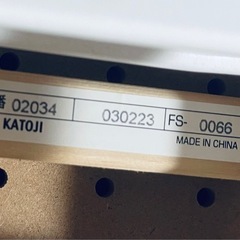 番 02034 030223 FS- 0066
KATOJI MADE IN CHINA